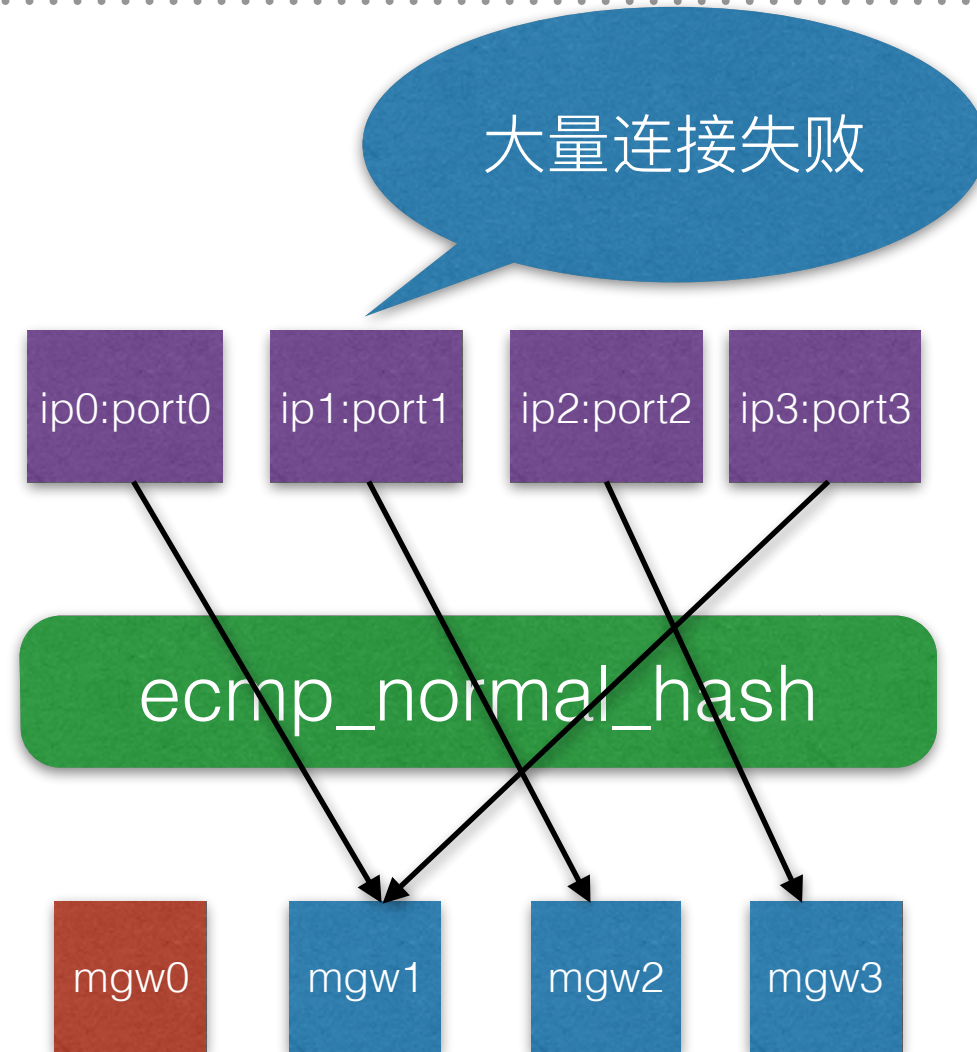 大量连接失败
ip0:port0 ip1:port1 ip2:port2 ip3:port3
ecmp_normal_hash
mgw0 mgw1 mgw2 mgw3